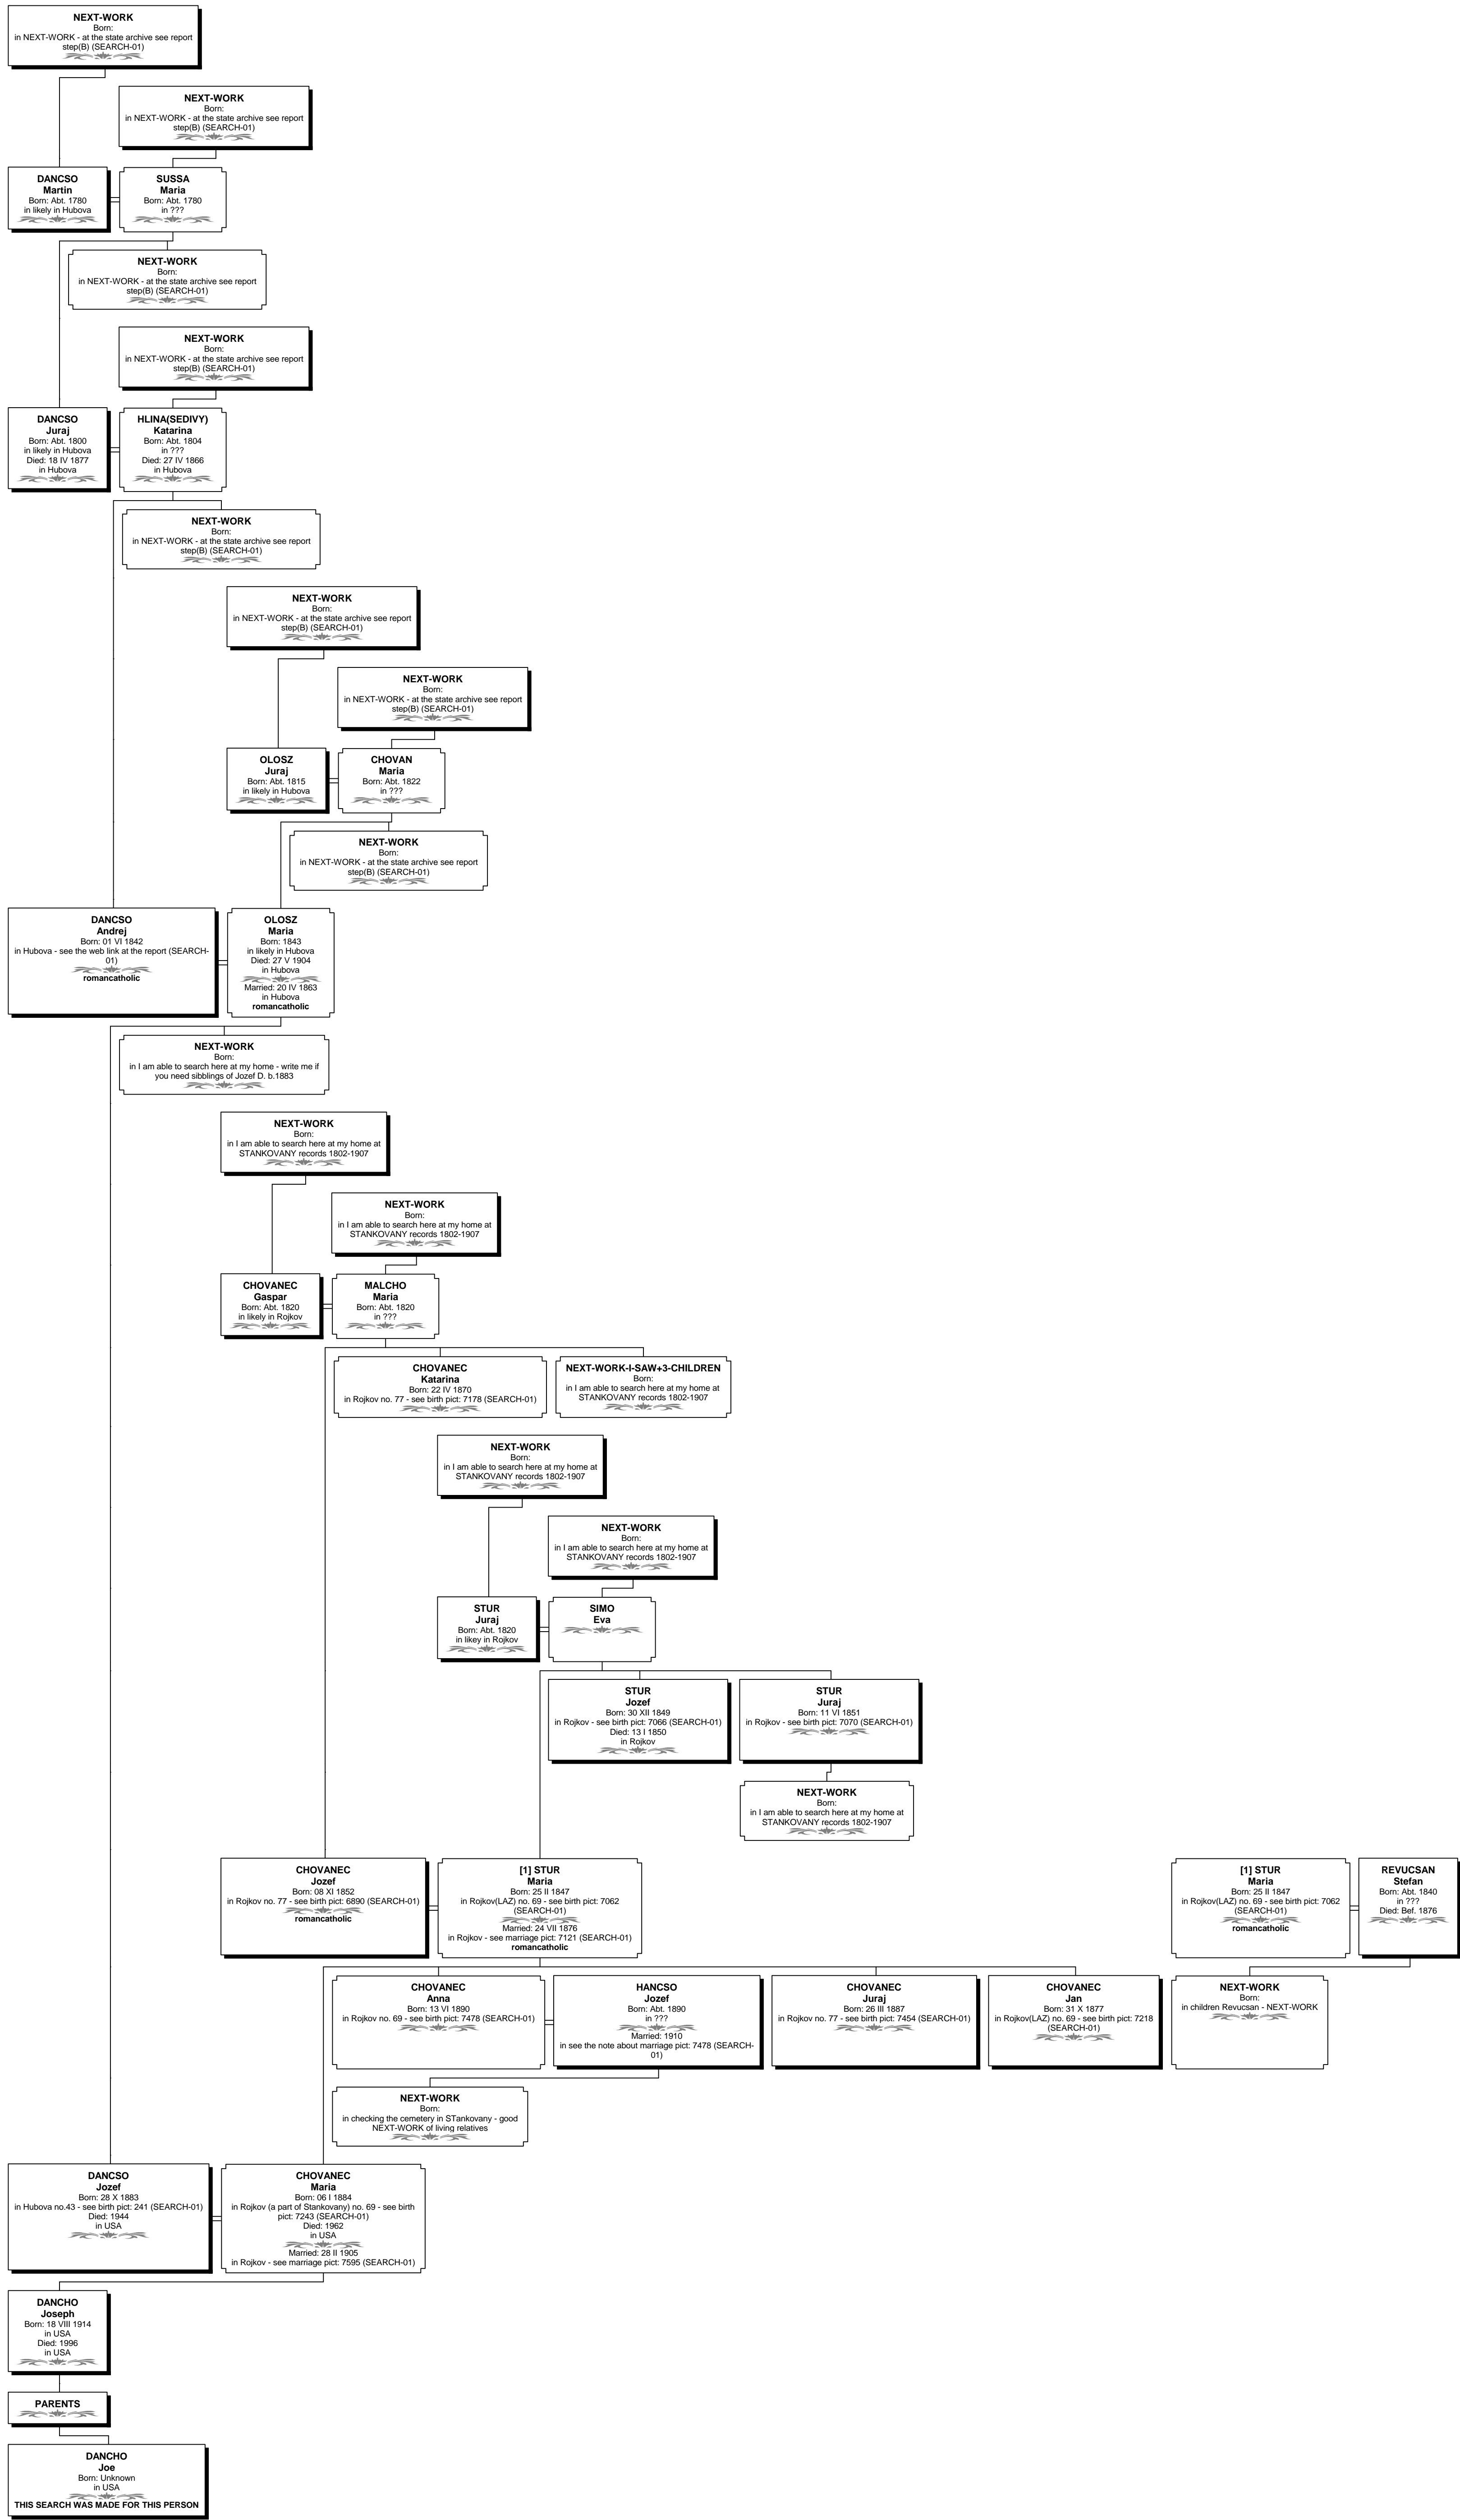 NEXT-WORK
Born:
in NEXT-WORK - at the state archive see report
step(B) (SEARCH-01)
NEXT-WORK
Born:
in NEXT-WORK - at the state archive see report
step(B) (SEARCH-01)
DANCSO
Martin
Born: Abt. 1780
in likely in Hubova
SUSSA
Maria
Born: Abt. 1780
in ???
NEXT-WORK
Born:
in NEXT-WORK - at the state archive see report
step(B) (SEARCH-01)
NEXT-WORK
Born:
in NEXT-WORK - at the state archive see report
step(B) (SEARCH-01)
DANCSO
Juraj
Born: Abt. 1800
in likely in Hubova
Died: 18 IV 1877
in Hubova
HLINA(SEDIVY)
Katarina
Born: Abt. 1804
in ???
Died: 27 IV 1866
in Hubova
NEXT-WORK
Born:
in NEXT-WORK - at the state archive see report
step(B) (SEARCH-01)
NEXT-WORK
Born:
in NEXT-WORK - at the state archive see report
step(B) (SEARCH-01)
NEXT-WORK
Born:
in NEXT-WORK - at the state archive see report
step(B) (SEARCH-01)
OLOSZ
Juraj
Born: Abt. 1815
in likely in Hubova
CHOVAN
Maria
Born: Abt. 1822
in ???
NEXT-WORK
Born:
in NEXT-WORK - at the state archive see report
step(B) (SEARCH-01)
DANCSO
Andrej
Born: 01 VI 1842
in Hubova - see the web link at the report (SEARCH-
01)
romancatholic
OLOSZ
Maria
Born: 1843
in likely in Hubova
Died: 27 V 1904
in Hubova
Married: 20 IV 1863
in Hubova
romancatholic
NEXT-WORK
Born:
in I am able to search here at my home - write me if
you need sibblings of Jozef D. b.1883
NEXT-WORK
Born:
in I am able to search here at my home at
STANKOVANY records 1802-1907
NEXT-WORK
Born:
in I am able to search here at my home at
STANKOVANY records 1802-1907
CHOVANEC
Gaspar
Born: Abt. 1820
in likely in Rojkov
MALCHO
Maria
Born: Abt. 1820
in ???
CHOVANEC
Katarina
Born: 22 IV 1870
in Rojkov no. 77 - see birth pict: 7178 (SEARCH-01)
NEXT-WORK-I-SAW+3-CHILDREN
Born:
in I am able to search here at my home at
STANKOVANY records 1802-1907
NEXT-WORK
Born:
in I am able to search here at my home at
STANKOVANY records 1802-1907
NEXT-WORK
Born:
in I am able to search here at my home at
STANKOVANY records 1802-1907
STUR
Juraj
Born: Abt. 1820
in likey in Rojkov
SIMO
Eva
STUR
Jozef
Born: 30 XII 1849
in Rojkov - see birth pict: 7066 (SEARCH-01)
Died: 13 I 1850
in Rojkov
STUR
Juraj
Born: 11 VI 1851
in Rojkov - see birth pict: 7070 (SEARCH-01)
NEXT-WORK
Born:
in I am able to search here at my home at
STANKOVANY records 1802-1907
CHOVANEC
Jozef
Born: 08 XI 1852
in Rojkov no. 77 - see birth pict: 6890 (SEARCH-01)
romancatholic
[1] STUR
Maria
Born: 25 II 1847
in Rojkov(LAZ) no. 69 - see birth pict: 7062
(SEARCH-01)
Married: 24 VII 1876
in Rojkov - see marriage pict: 7121 (SEARCH-01)
romancatholic
[1] STUR
Maria
Born: 25 II 1847
in Rojkov(LAZ) no. 69 - see birth pict: 7062
(SEARCH-01)
romancatholic
REVUCSAN
Stefan
Born: Abt. 1840
in ???
Died: Bef. 1876
CHOVANEC
Anna
Born: 13 VI 1890
in Rojkov no. 69 - see birth pict: 7478 (SEARCH-01)
HANCSO
Jozef
Born: Abt. 1890
in ???
Married: 1910
in see the note about marriage pict: 7478 (SEARCH-
01)
CHOVANEC
Juraj
Born: 26 III 1887
in Rojkov no. 77 - see birth pict: 7454 (SEARCH-01)
CHOVANEC
Jan
Born: 31 X 1877
in Rojkov(LAZ) no. 69 - see birth pict: 7218
(SEARCH-01)
NEXT-WORK
Born:
in children Revucsan - NEXT-WORK
NEXT-WORK
Born:
in checking the cemetery in STankovany - good
NEXT-WORK of living relatives
DANCSO
Jozef
Born: 28 X 1883
in Hubova no.43 - see birth pict: 241 (SEARCH-01)
Died: 1944
in USA
CHOVANEC
Maria
Born: 06 I 1884
in Rojkov (a part of Stankovany) no. 69 - see birth
pict: 7243 (SEARCH-01)
Died: 1962
in USA
Married: 28 II 1905
in Rojkov - see marriage pict: 7595 (SEARCH-01)
DANCHO
Joseph
Born: 18 VIII 1914
in USA
Died: 1996
in USA
PARENTS
DANCHO
Joe
Born: Unknown
in USA
THIS SEARCH WAS MADE FOR THIS PERSON